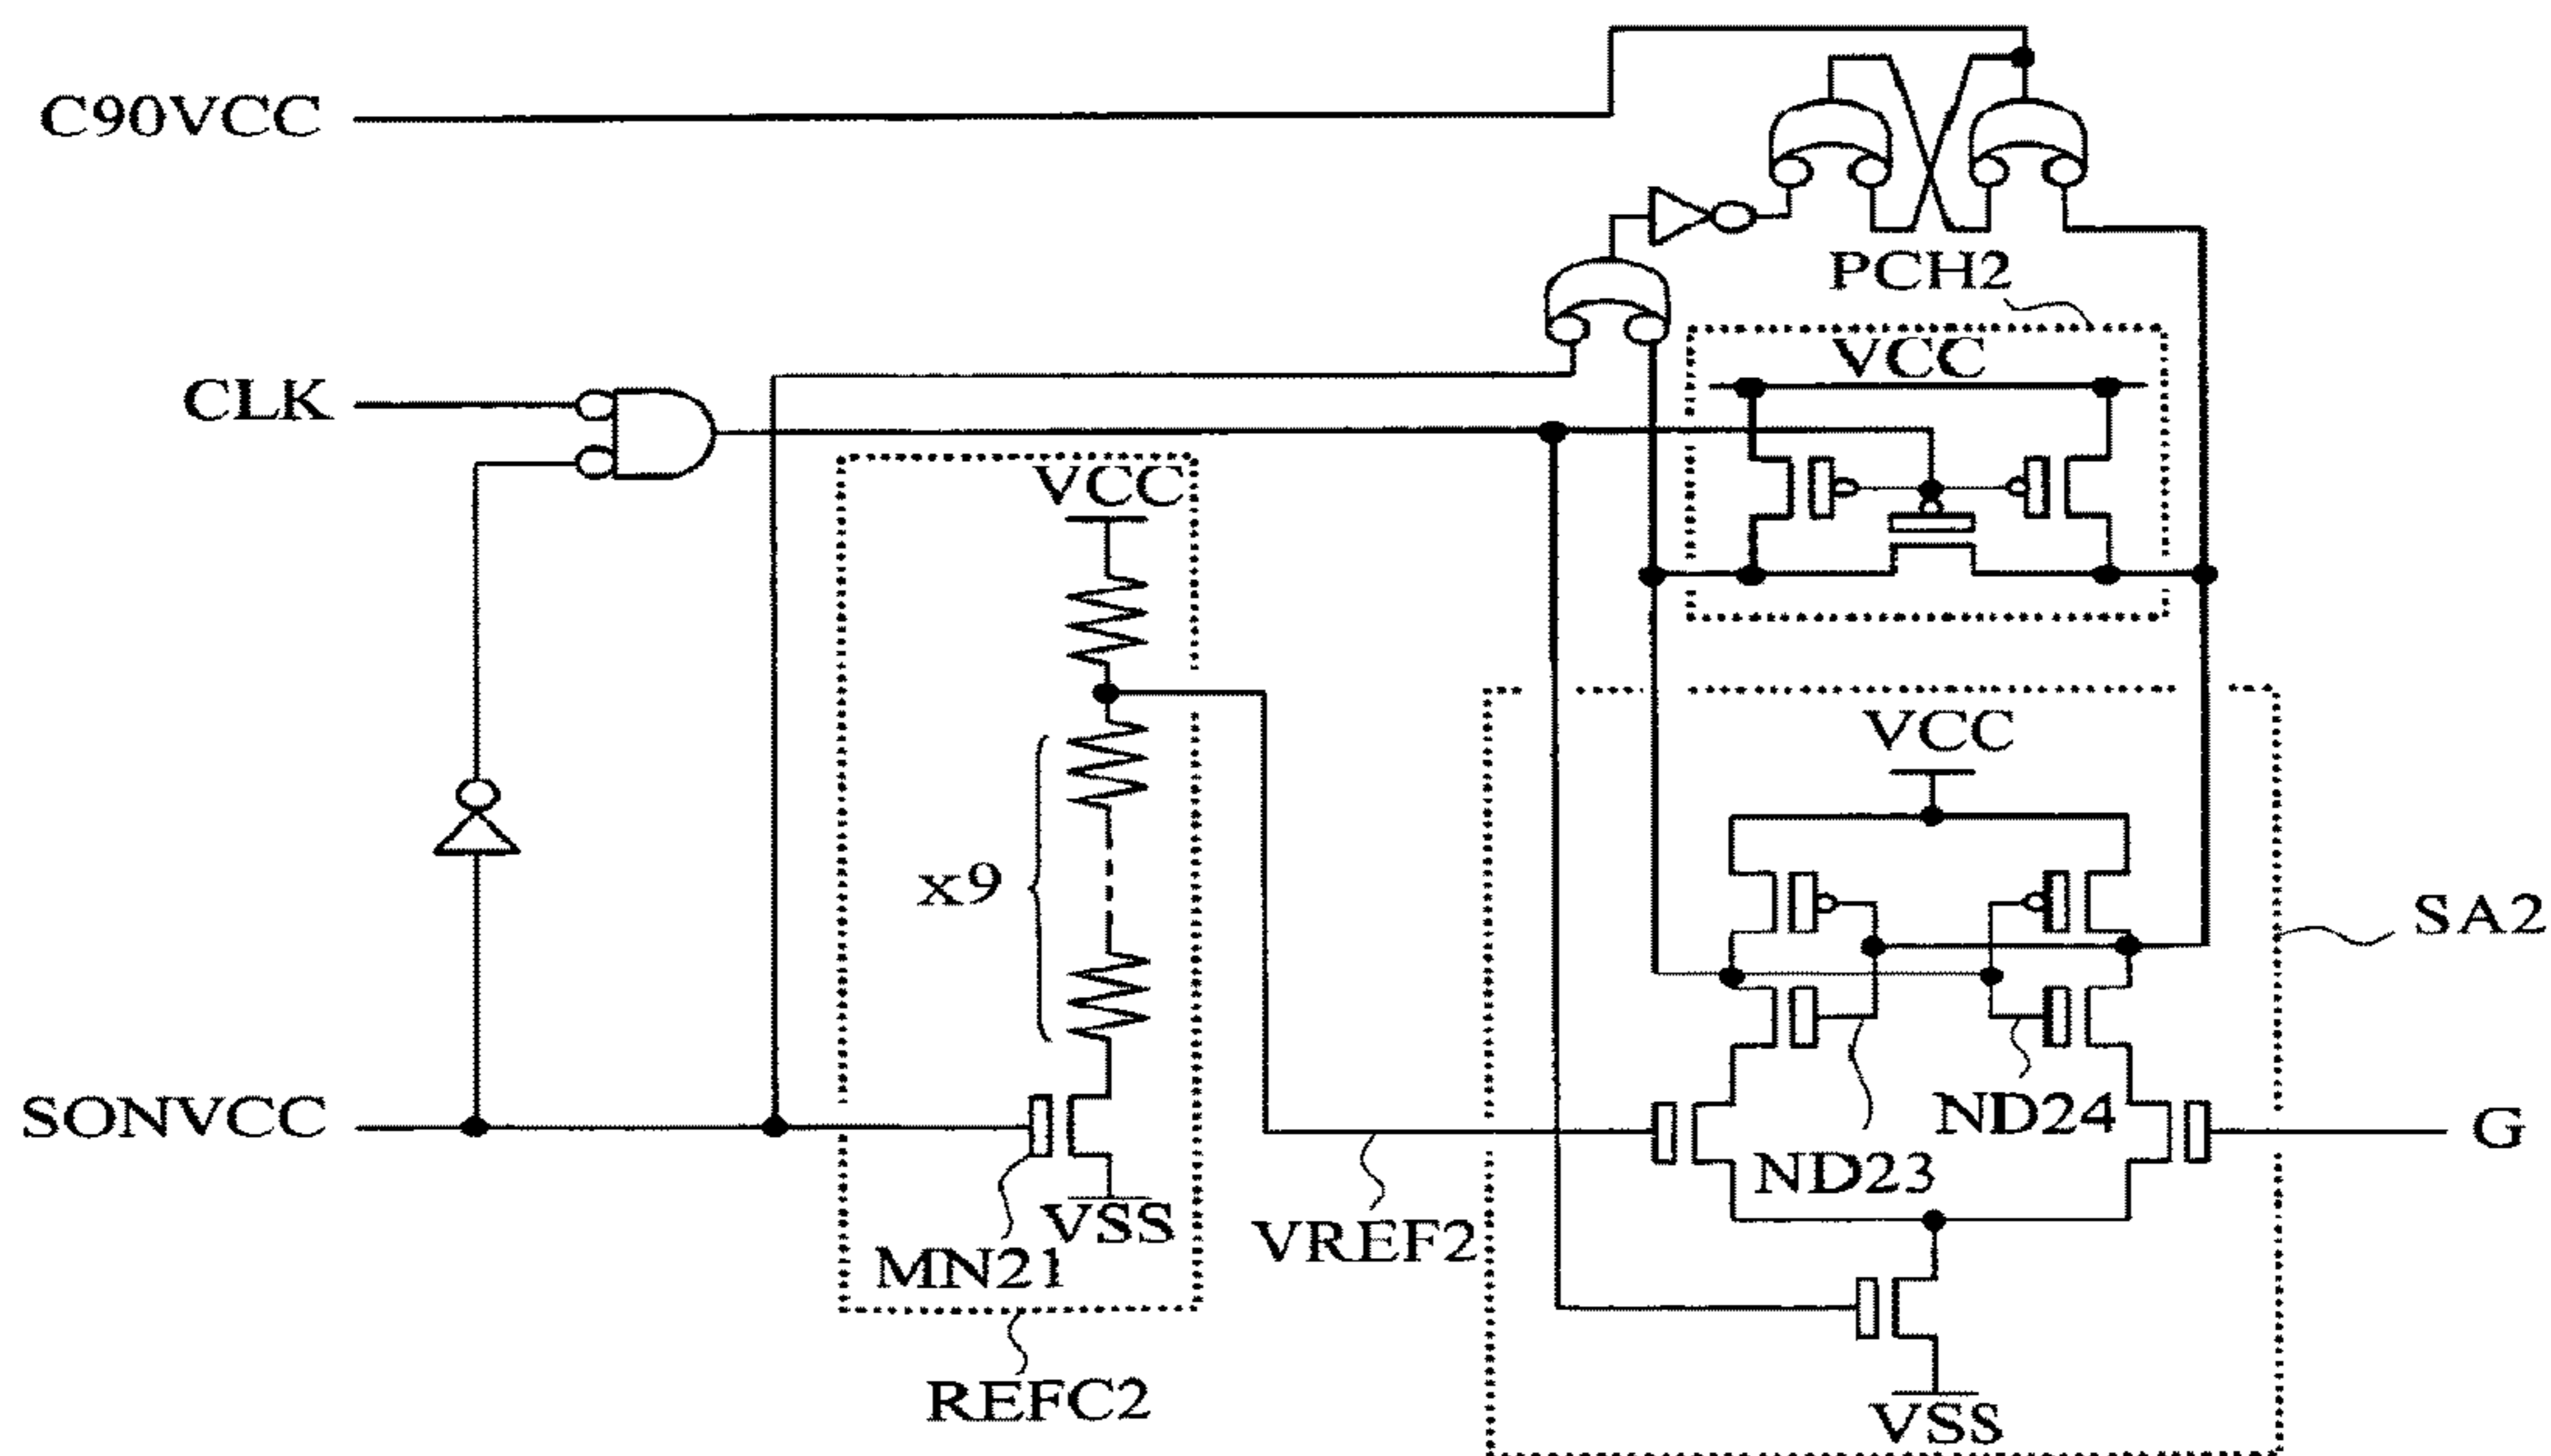 C90VCC
PCH2
VCC
CLK
VCC
VCC
x9
SA2
SONVCC
ND24
G
ND23
VSS
VREF2
MN21
REFC2
VSS